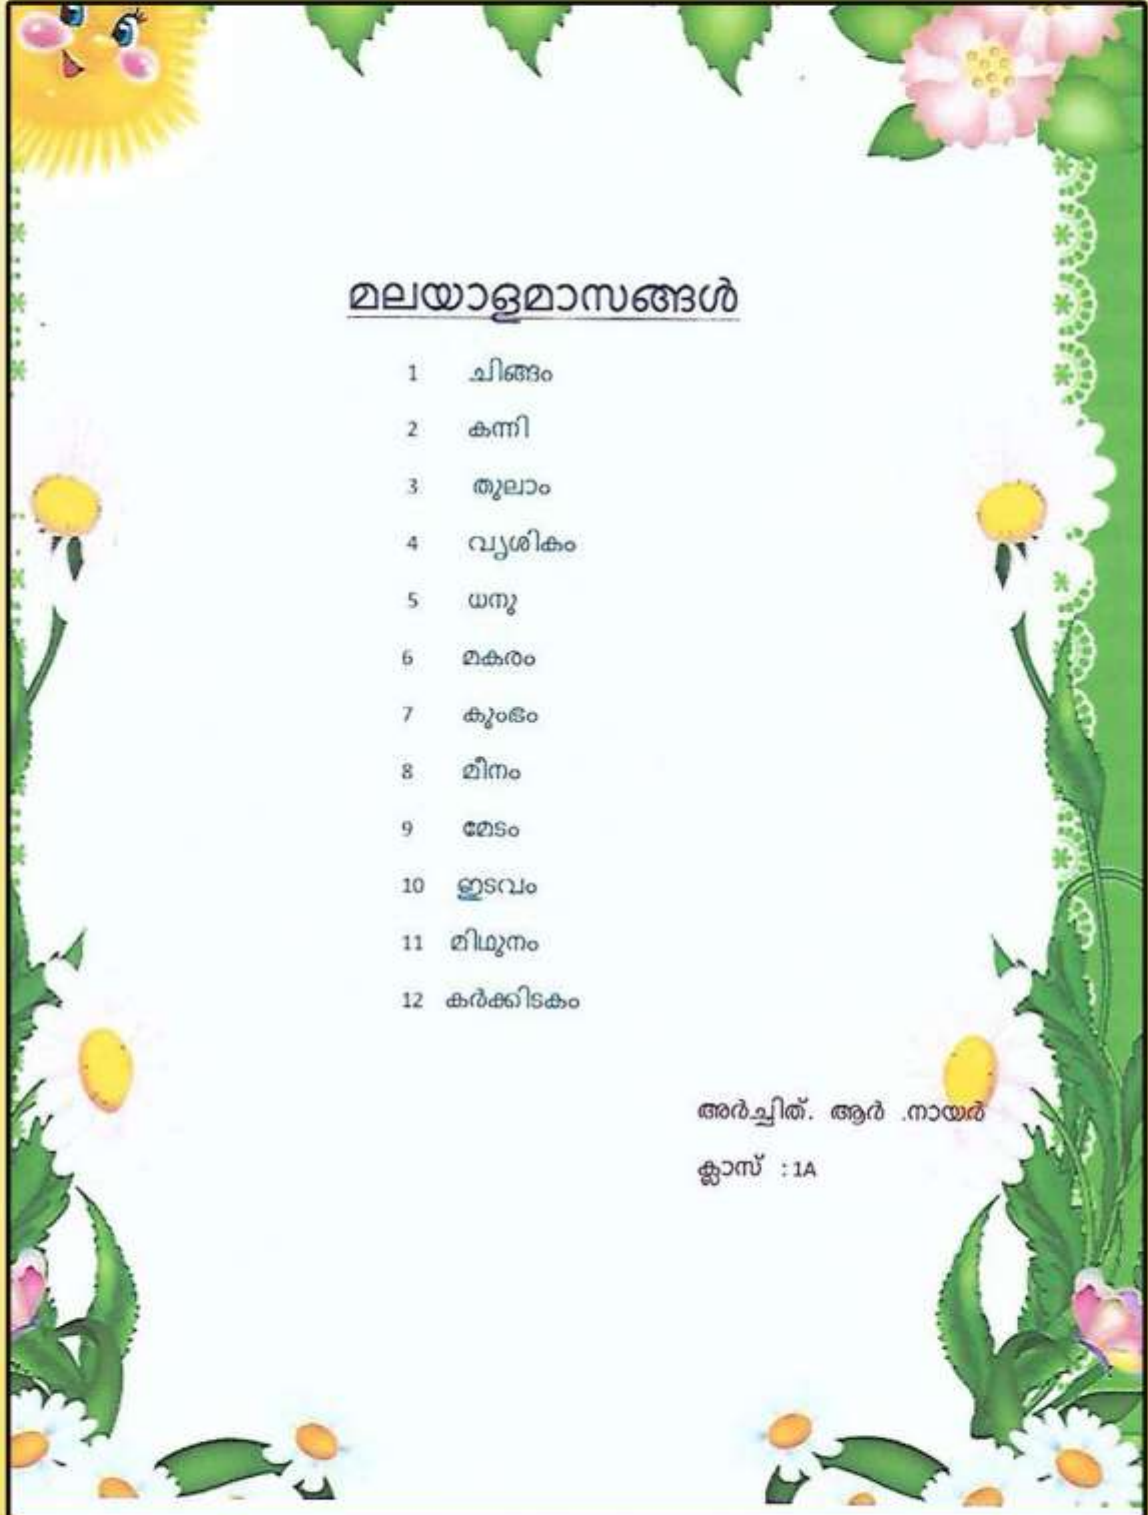 മലയാളമാസങ്ങൾ
1 ചിങ്ങം
2 കന്നി
3 തുലാം
4 വൃശികം
5 ധനു
6 മകരം
7 കുംഭം
8 മീനം
9 മേടം
10 ഇടവം
11 മിഥുനം
12 കർക്കിടകം
അർച്ചിത്. ആർ .നായർ
ക്ലാസ് : 1A